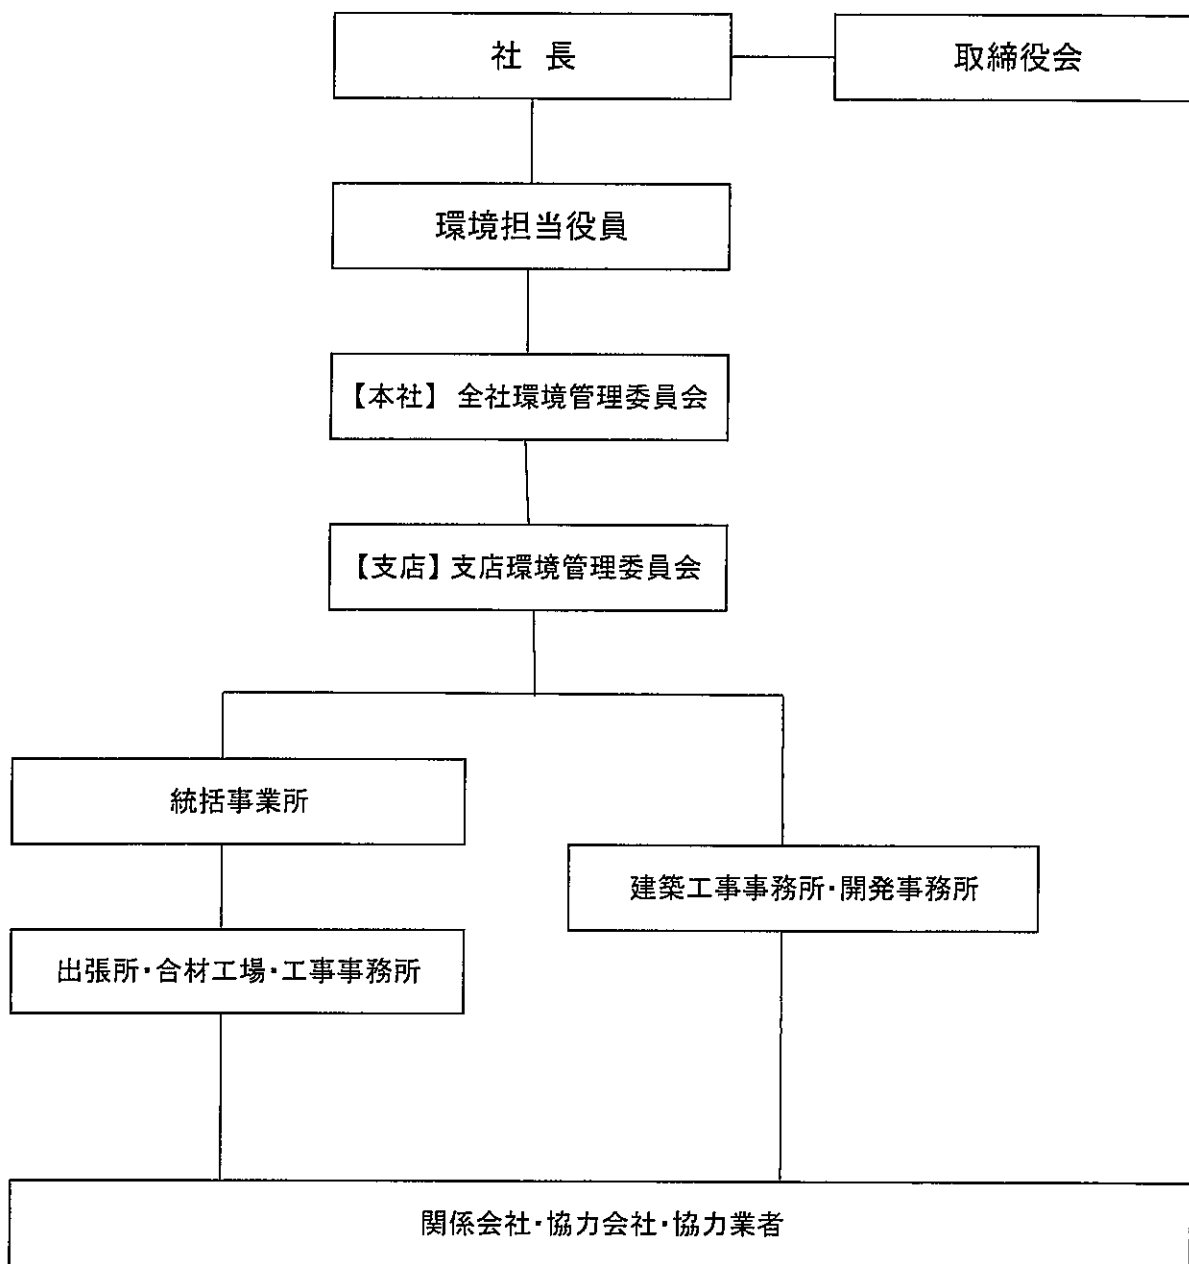 社 長
取締役会
環境担当役員
【本社】 全社環境管理委員会
【支店】支店環境管理委員会
統括事業所
建築工事事務所・開発事務所
出張所・合材工場・工事事務所
関係会社・協力会社・協力業者